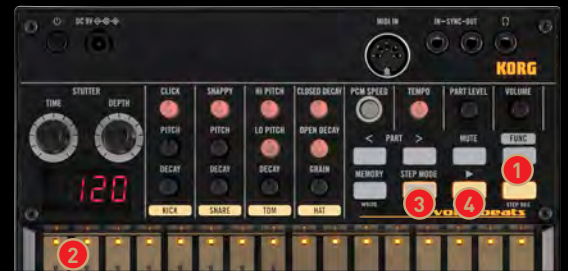 DC 9V
MIDI IN
IN-SYNC-OUT
KORG
STUTTER
TIME
DEPTH
CLICK
SNAPPY
HI PITCH
CLOSED DECAY
PCM SPEED
TEMPO
PART LEVEL
VOLUME
PITCH
PITCH
LO PITCH
OPEN DECAY
< PART >
MUTE
FUNC
DECAY
DECAY
DECAY
GRAIN
MEMORY
STEP MODE
1
120
KICK
SNARE
TOM
HAT
WRITE
3
4
STEP REC
volcabeats
2